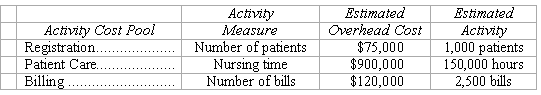 Activity Estimated Estimated
Activity Cost Pool Measure Overhead Cost Activity
Registration..................... Number of patients $75,000 1,000 patients
Patient Care..................... Nursing time $900,000 150,000 hours
Billing ............................ Number of bills $120,000 2,500 bills